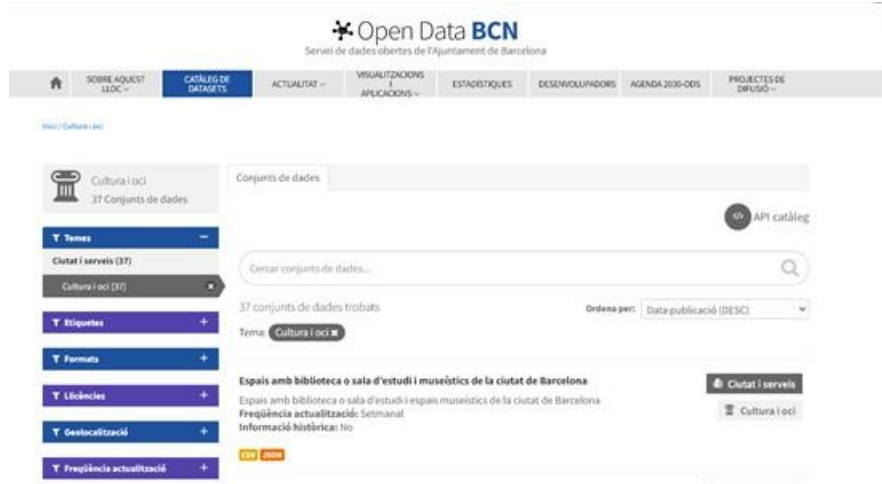 Open Data BCN
Servei de dades obertes de l'Ajuntament de Barcelona
SOBRE AQUEST
LLOC
CATÀLEG DE
DATASETS
ACTUALITAT
VISUALITZACIONS
I
APLICACIONS
ESTADÍSTIQUES
DESENVOLUPADORS
AGENDA 2030-ODS
PROJECTES DE
DIFUSIÓ
Inici / Cultura i oci
Cultura i oci
37 Conjunts de dades
Temes
Ciutat i serveis (37)
Cultura i oci (37)
Etiquetes
Formats
Llicències
Geolocalització
Freqüència actualització
Conjunts de dades
API catàleg
Cercar conjunts de dades...
37 conjunts de dades trobats
Ordena per: Data publicació (DESC)
Tema: Cultura i oci
Espais amb biblioteca o sala d'estudi i museístics de la ciutat de Barcelona
Espais amb biblioteca o sala d'estudi i espais museístics de la ciutat de Barcelona
Freqüència actualització: Setmanal
Informació històrica: No
CSV JSON
Ciutat i serveis
Cultura i oci